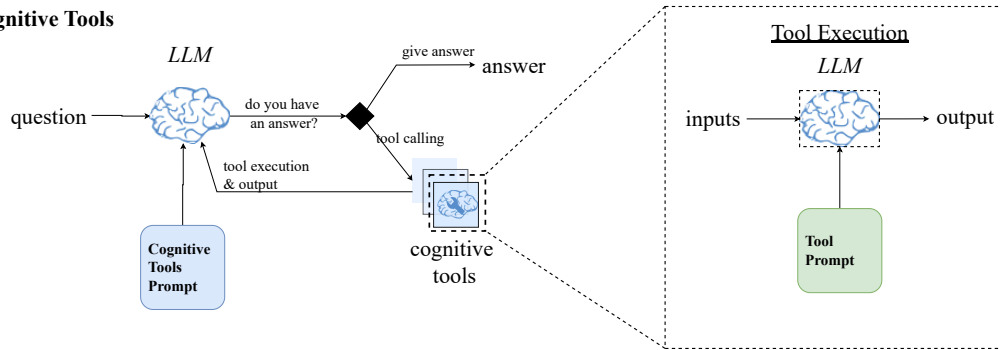 gnitive Tools
LLM
question
do you have
an answer?
give answer
answer
tool calling
tool execution
& output
cognitive
tools
Cognitive
Tools
Prompt
Tool Execution
LLM
inputs
output
Tool
Prompt